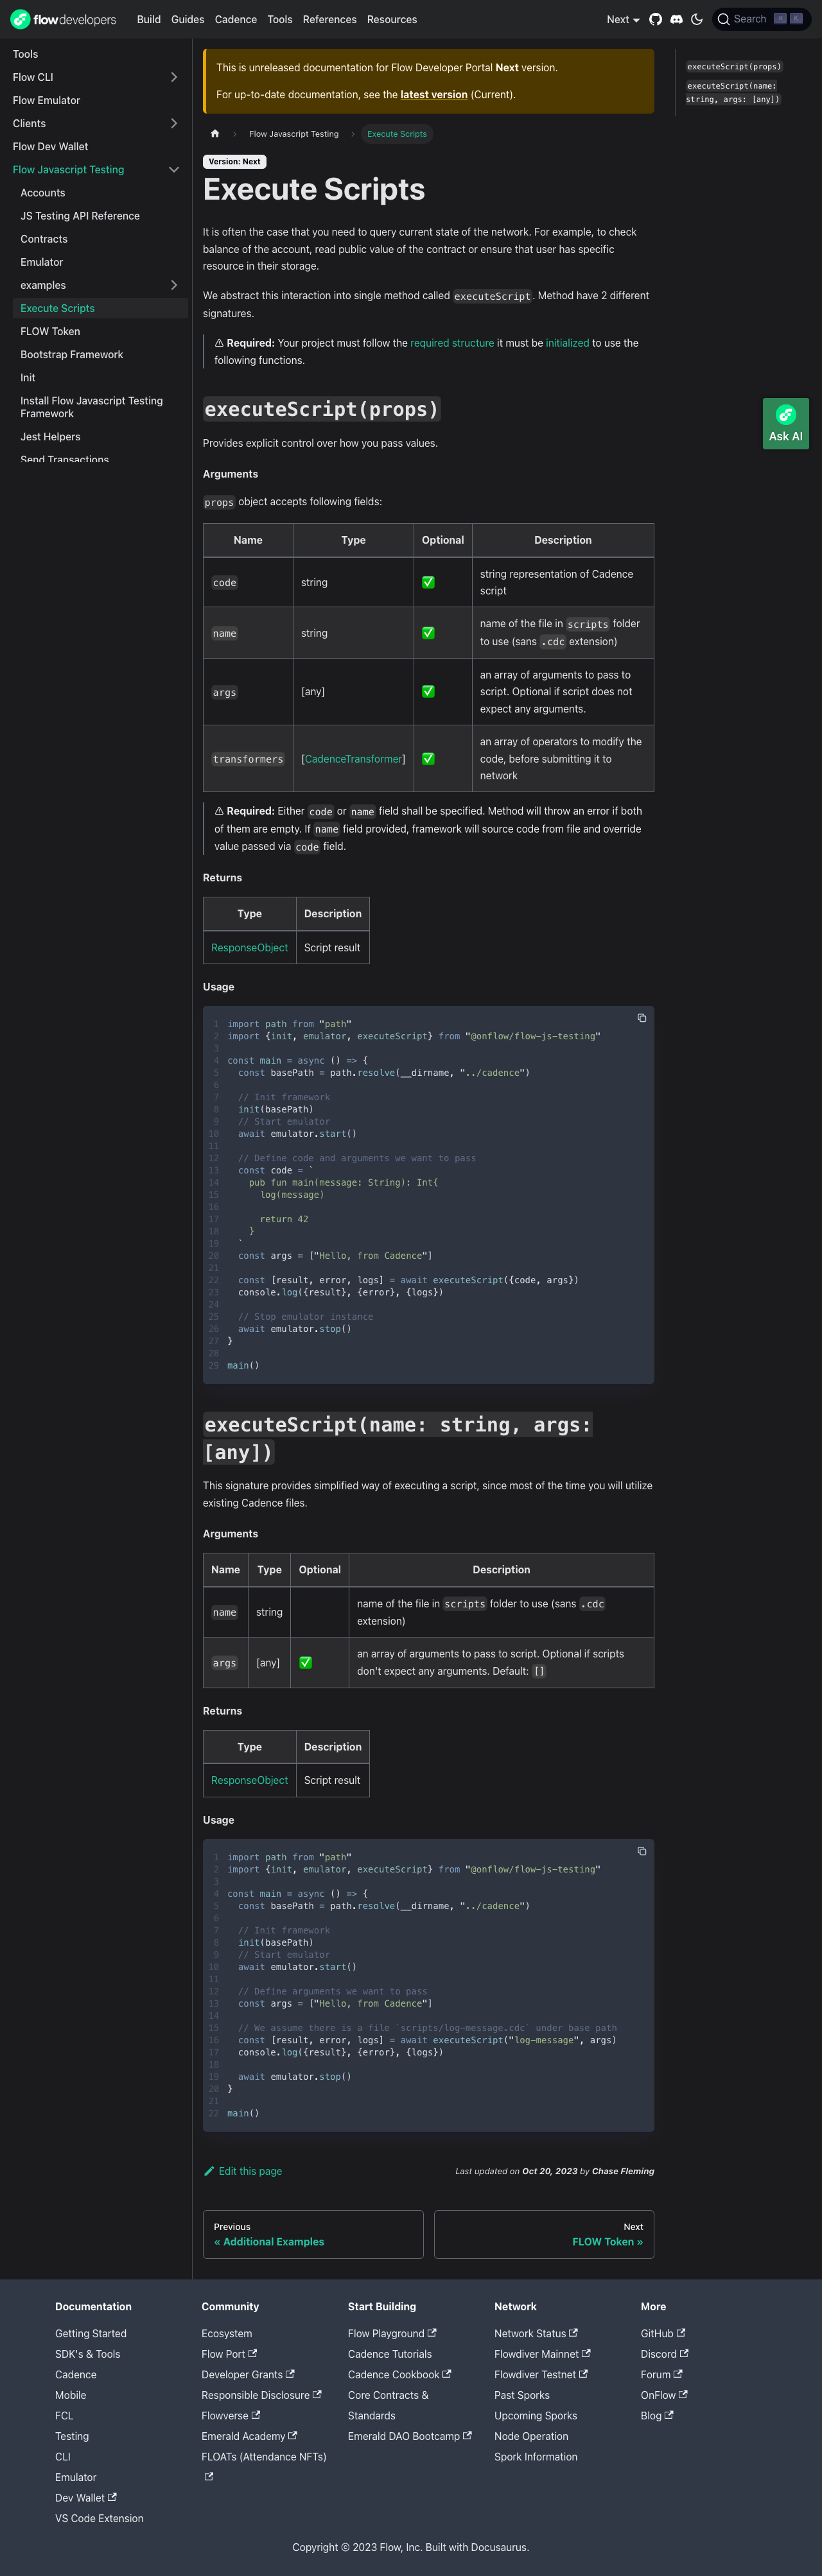 flowdevelopers
Build Guides Cadence Tools References Resources
Next
Search
Tools
Flow CLI
Flow Emulator
Clients
Flow Dev Wallet
Flow Javascript Testing
Accounts
JS Testing API Reference
Contracts
Emulator
examples
Execute Scripts
FLOW Token
Bootstrap Framework
Init
Install Flow Javascript Testing
Framework
Jest Helpers
Send Transactions
This is unreleased documentation for Flow Developer Portal Next version.
For up-to-date documentation, see the latest version (Current).
Flow Javascript Testing
Execute Scripts
executeScript(props)
executeScript(name:
string, args: [any])
Version: Next
Execute Scripts
It is often the case that you need to query current state of the network. For example, to check
balance of the account, read public value of the contract or ensure that user has specific
resource in their storage.
We abstract this interaction into single method called executeScript. Method have 2 different
signatures.
⚠ Required: Your project must follow the required structure it must be initialized to use the
following functions.
executeScript(props)
Provides explicit control over how you pass values.
Arguments
props object accepts following fields:
Name Type Optional Description
code string ✅ string representation of Cadence
script
name string ✅ name of the file in scripts folder
to use (sans .cdc extension)
args [any] ✅ an array of arguments to pass to
script. Optional if script does not
expect any arguments.
transformers [CadenceTransformer] ✅ an array of operators to modify the
code, before submitting it to
network
⚠ Required: Either code or name field shall be specified. Method will throw an error if both
of them are empty. If name field provided, framework will source code from file and override
value passed via code field.
Returns
Type Description
ResponseObject Script result
Usage
1 import path from "path"
2 import {init, emulator, executeScript} from "@onflow/flow-js-testing"
3
4 const main = async () => {
5 const basePath = path.resolve(__dirname, "../cadence")
6
7 // Init framework
8 init(basePath)
9 // Start emulator
10 await emulator.start()
11
12 // Define code and arguments we want to pass
13 const code = `
14 pub fun main(message: String): Int{
15 log(message)
16
17 return 42
18 }
19 `
20 const args = ["Hello, from Cadence"]
21
22 const [result, error, logs] = await executeScript({code, args})
23 console.log({result}, {error}, {logs})
24
25 // Stop emulator instance
26 await emulator.stop()
27 }
28
29 main()
executeScript(name: string, args:
[any])
This signature provides simplified way of executing a script, since most of the time you will utilize
existing Cadence files.
Arguments
Name Type Optional Description
name string name of the file in scripts folder to use (sans .cdc
extension)
args [any] ✅ an array of arguments to pass to script. Optional if scripts
don't expect any arguments. Default: []
Returns
Type Description
ResponseObject Script result
Usage
1 import path from "path"
2 import {init, emulator, executeScript} from "@onflow/flow-js-testing"
3
4 const main = async () => {
5 const basePath = path.resolve(__dirname, "../cadence")
6
7 // Init framework
8 init(basePath)
9 // Start emulator
10 await emulator.start()
11
12 // Define arguments we want to pass
13 const args = ["Hello, from Cadence"]
14
15 // We assume there is a file `scripts/log-message.cdc` under base path
16 const [result, error, logs] = await executeScript("log-message", args)
17 console.log({result}, {error}, {logs})
18
19 await emulator.stop()
20 }
21
22 main()
Edit this page
Last updated on Oct 20, 2023 by Chase Fleming
Previous
« Additional Examples
Next
FLOW Token »
Ask AI
Documentation
Getting Started
SDK's & Tools
Cadence
Mobile
FCL
Testing
CLI
Emulator
Dev Wallet
VS Code Extension
Community
Ecosystem
Flow Port
Developer Grants
Responsible Disclosure
Flowverse
Emerald Academy
FLOATs (Attendance NFTs)
Start Building
Flow Playground
Cadence Tutorials
Cadence Cookbook
Core Contracts &
Standards
Emerald DAO Bootcamp
Network
Network Status
Flowdiver Mainnet
Flowdiver Testnet
Past Sporks
Upcoming Sporks
Node Operation
Spork Information
More
GitHub
Discord
Forum
OnFlow
Blog
Copyright © 2023 Flow, Inc. Built with Docusaurus.